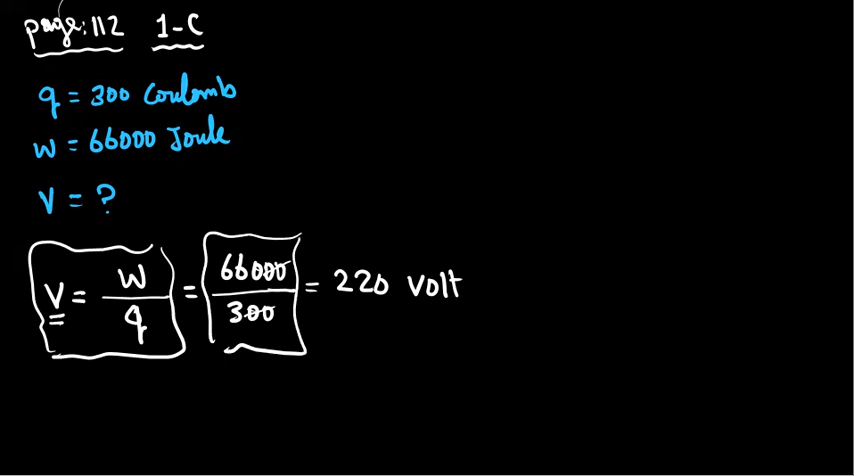 page: 112 1-C
q = 300 Coulomb
W = 66000 Joule
V = ?
V = W/q = 66000/300 = 220 volt